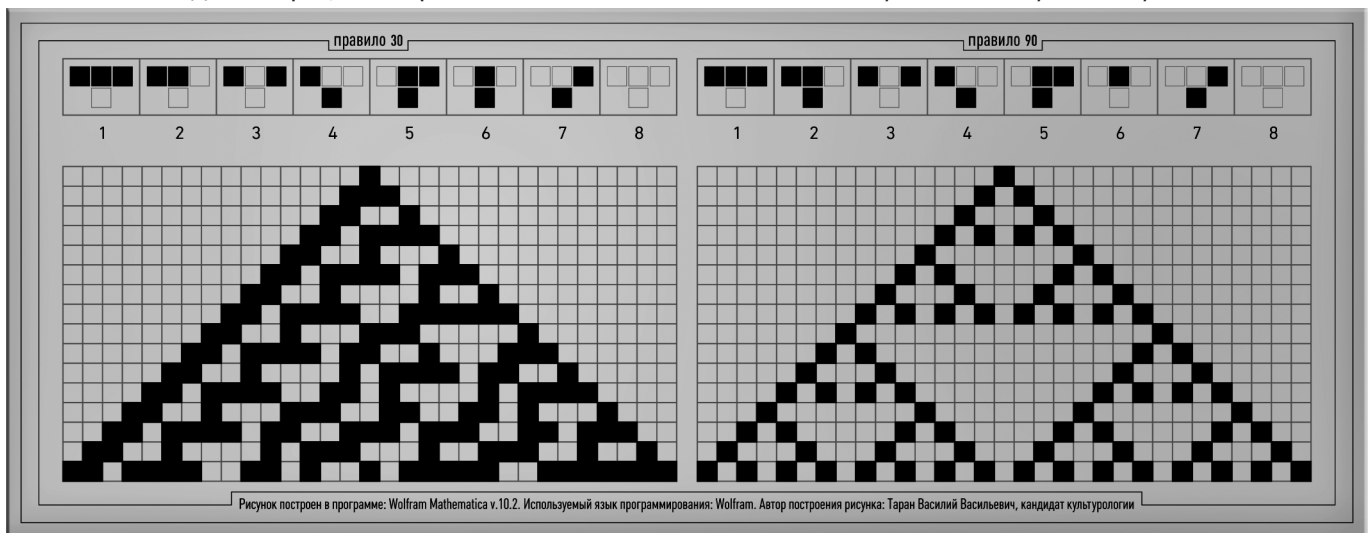 правило 30
правило 90
1 2 3 4 5 6 7 8
1 2 3 4 5 6 7 8
Рисунок построен в программе: Wolfram Mathematica v.10.2. Используемый язык программирования: Wolfram. Автор построения рисунка: Таран Василий Васильевич, кандидат культурологии